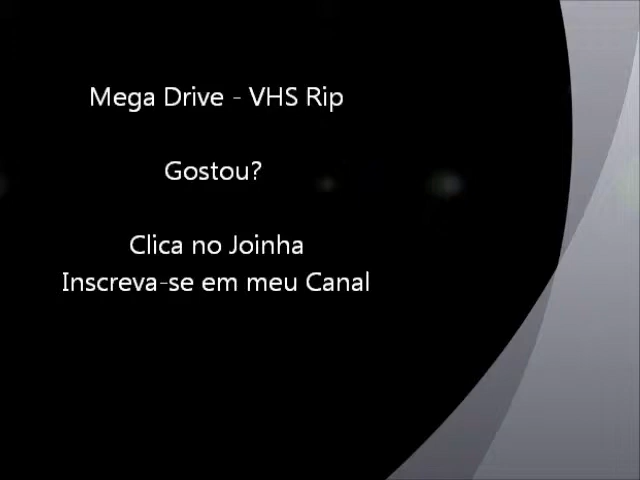 Mega Drive - VHS Rip
Gostou?
Clica no Joinha
Inscreva-se em meu Canal